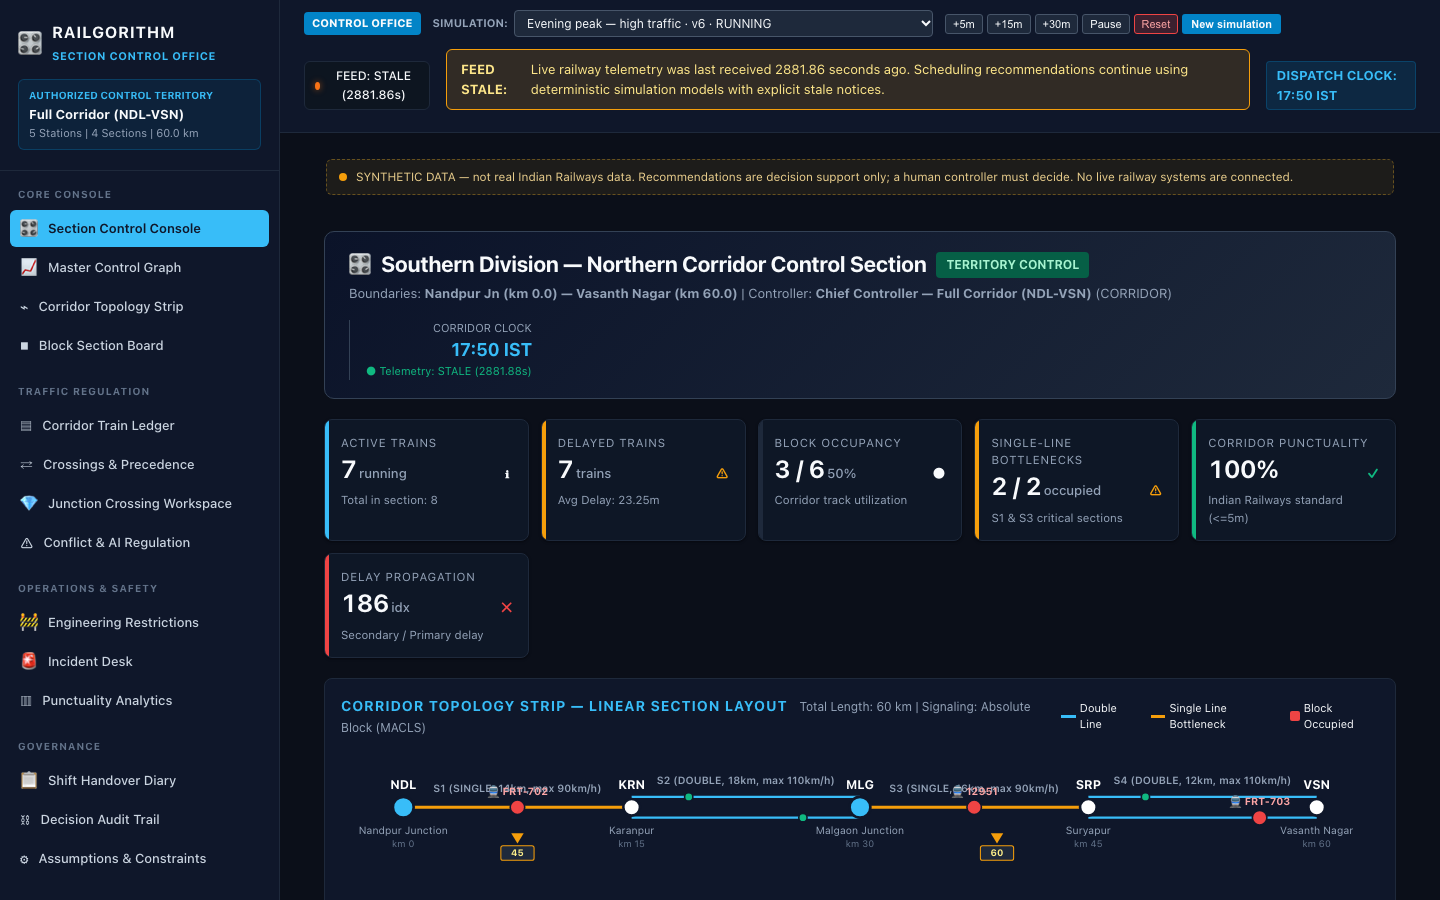 RAILGORITHM
SECTION CONTROL OFFICE
AUTHORIZED CONTROL TERRITORY
Full Corridor (NDL-VSN)
5 Stations | 4 Sections | 60.0 km
CORE CONSOLE
Section Control Console
Master Control Graph
Corridor Topology Strip
Block Section Board
TRAFFIC REGULATION
Corridor Train Ledger
Crossings & Precedence
Junction Crossing Workspace
Conflict & AI Regulation
OPERATIONS & SAFETY
Engineering Restrictions
Incident Desk
Punctuality Analytics
GOVERNANCE
Shift Handover Diary
Decision Audit Trail
Assumptions & Constraints
CONTROL OFFICE
SIMULATION:
Evening peak — high traffic · v6 · RUNNING
+5m
+15m
+30m
Pause
Reset
New simulation
FEED: STALE
(2881.86s)
FEED
STALE:
Live railway telemetry was last received 2881.86 seconds ago. Scheduling recommendations continue using
deterministic simulation models with explicit stale notices.
DISPATCH CLOCK:
17:50 IST
SYNTHETIC DATA — not real Indian Railways data. Recommendations are decision support only; a human controller must decide. No live railway systems are connected.
Southern Division — Northern Corridor Control Section
TERRITORY CONTROL
Boundaries: Nandpur Jn (km 0.0) — Vasanth Nagar (km 60.0) | Controller: Chief Controller — Full Corridor (NDL-VSN) (CORRIDOR)
CORRIDOR CLOCK
17:50 IST
Telemetry: STALE (2881.88s)
ACTIVE TRAINS
7 running
Total in section: 8
DELAYED TRAINS
7 trains
Avg Delay: 23.25m
BLOCK OCCUPANCY
3 / 6 50%
Corridor track utilization
SINGLE-LINE
BOTTLENECKS
2 / 2 occupied
S1 & S3 critical sections
CORRIDOR PUNCTUALITY
100%
Indian Railways standard
(<=5m)
DELAY PROPAGATION
186 idx
Secondary / Primary delay
CORRIDOR TOPOLOGY STRIP — LINEAR SECTION LAYOUT Total Length: 60 km | Signaling: Absolute
Block (MACLS)
Double
Line
Single Line
Bottleneck
Block
Occupied
NDL
S1 (SINGLE, max 90km/h)
FRT-702
KRN
S2 (DOUBLE, 18km, max 110km/h)
MLG
S3 (SINGLE, max 90km/h)
12951
SRP
S4 (DOUBLE, 12km, max 110km/h)
VSN
FRT-703
Nandpur Junction
km 0
45
Karanpur
km 15
Malgaon Junction
km 30
60
Suryapur
km 45
Vasanth Nagar
km 60